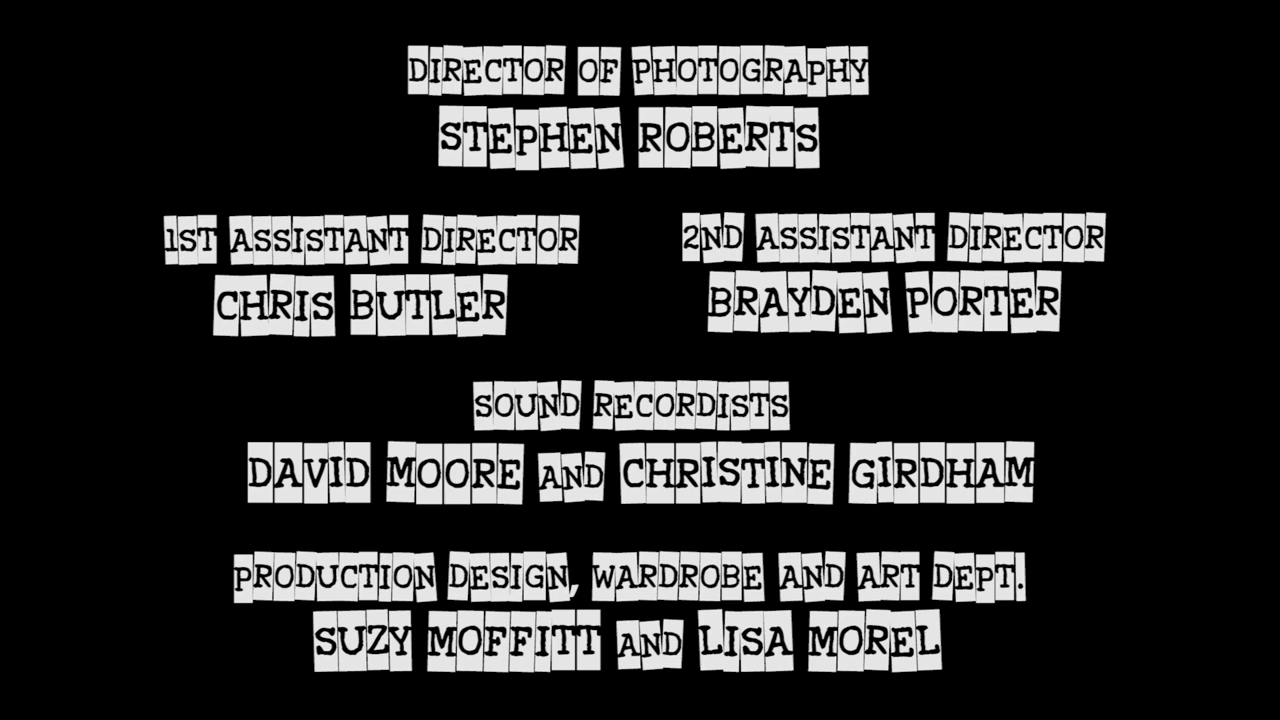 DIRECTOR OF PHOTOGRAPHY
STEPHEN ROBERTS
1ST ASSISTANT DIRECTOR
CHRIS BUTLER
2ND ASSISTANT DIRECTOR
BRAYDEN PORTER
SOUND RECORDISTS
DAVID MOORE AND CHRISTINE GIRDHAM
PRODUCTION DESIGN, WARDROBE AND ART DEPT.
SUZY MOFFITT AND LISA MOREL